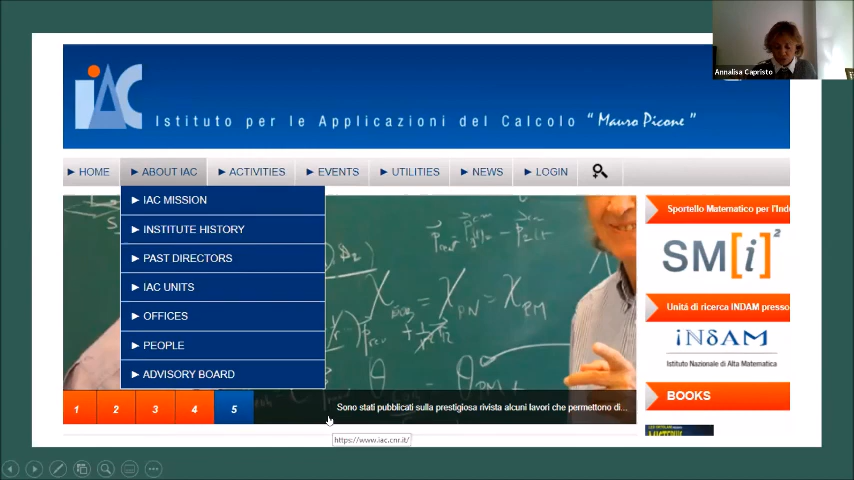 Annalisa Capristo
iAC
Istituto per le Applicazioni del Calcolo "Mauro Picone"
HOME
ABOUT IAC
ACTIVITIES
EVENTS
UTILITIES
NEWS
LOGIN
IAC MISSION
INSTITUTE HISTORY
PAST DIRECTORS
IAC UNITS
OFFICES
PEOPLE
ADVISORY BOARD
1 2 3 4 5
Sono stati pubblicati sulla prestigiosa rivista alcuni lavori che permettono di...
https://www.iac.cnr.it/
Sportello Matematico per l'Indu
SM[i]²
Unità di ricerca INDAM presso
iNδAM
Istituto Nazionale di Alta Matematica
BOOKS